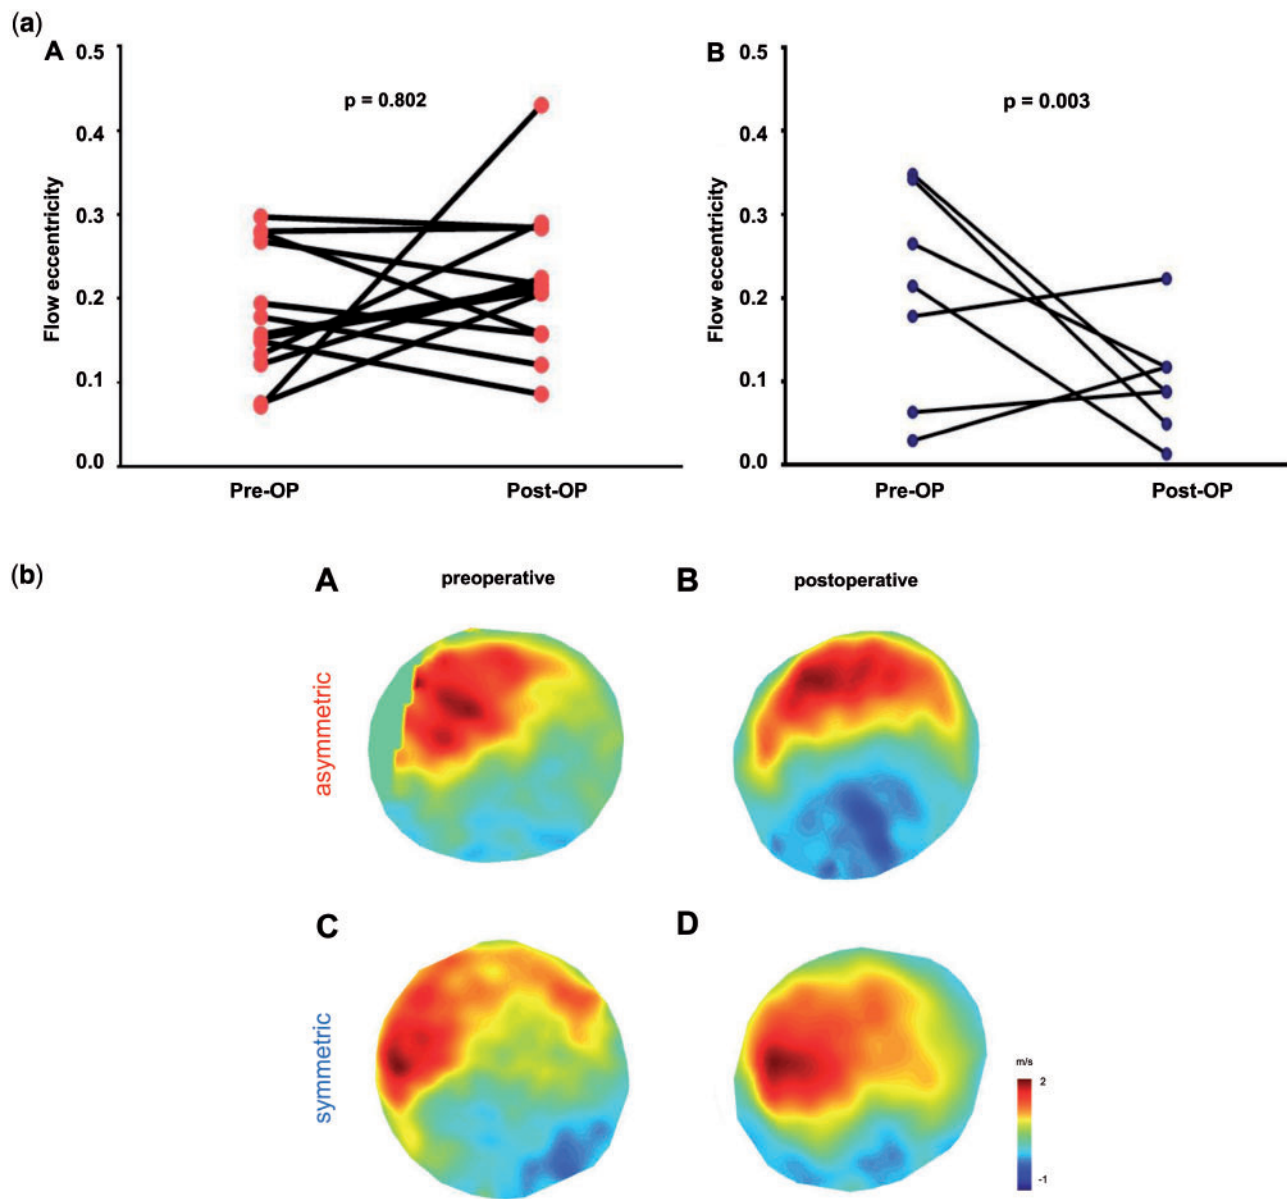 (a)
A
0.5
0.4
0.3
0.2
0.1
0.0
Flow eccentricity
p = 0.802
Pre-OP Post-OP
B
0.5
0.4
0.3
0.2
0.1
0.0
Flow eccentricity
p = 0.003
Pre-OP Post-OP
(b)
A preoperative
B postoperative
asymmetric
C
D
symmetric
m/s
2
-1